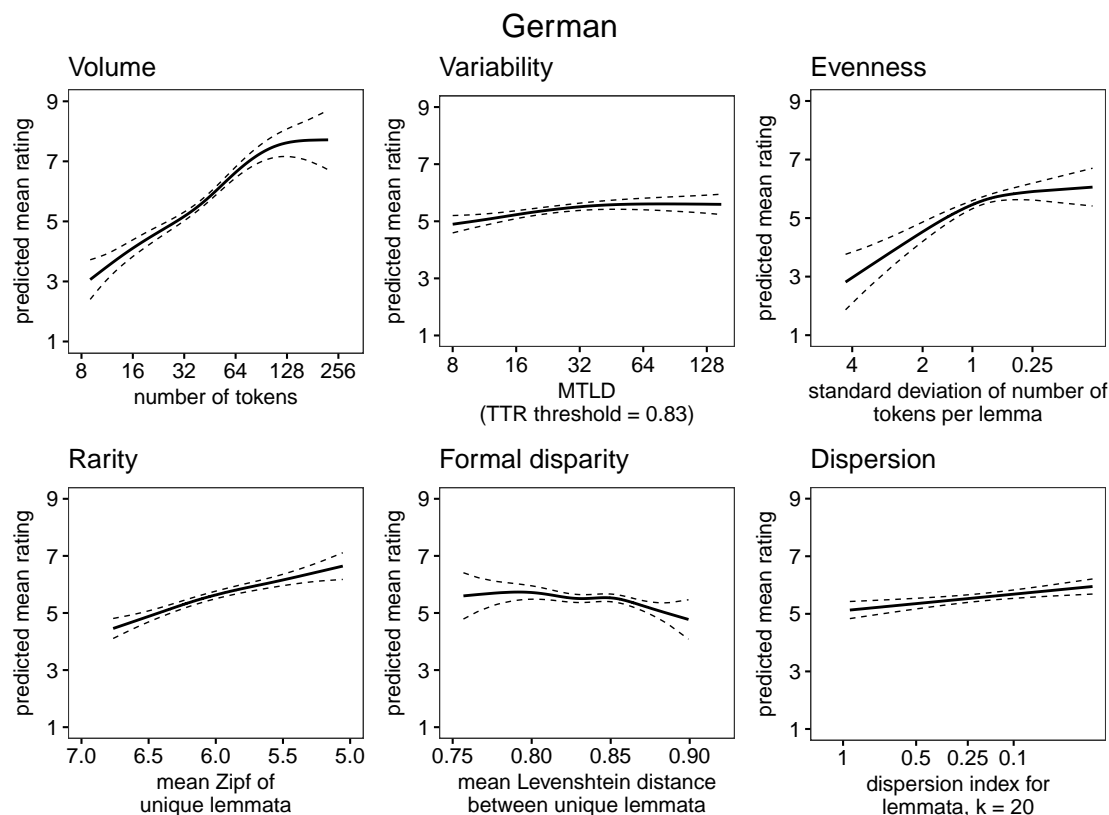 German
Volume
Variability
Evenness
predicted mean rating
9
7
5
3
1
8 16 32 64 128 256
number of tokens
predicted mean rating
9
7
5
3
1
8 16 32 64 128
MTLD
(TTR threshold = 0.83)
predicted mean rating
9
7
5
3
1
4 2 1 0.25
standard deviation of number of
tokens per lemma
Rarity
Formal disparity
Dispersion
predicted mean rating
9
7
5
3
1
7.0 6.5 6.0 5.5 5.0
mean Zipf of
unique lemmata
predicted mean rating
9
7
5
3
1
0.75 0.80 0.85 0.90
mean Levenshtein distance
between unique lemmata
predicted mean rating
9
7
5
3
1
1 0.5 0.25 0.1
dispersion index for
lemmata, k = 20